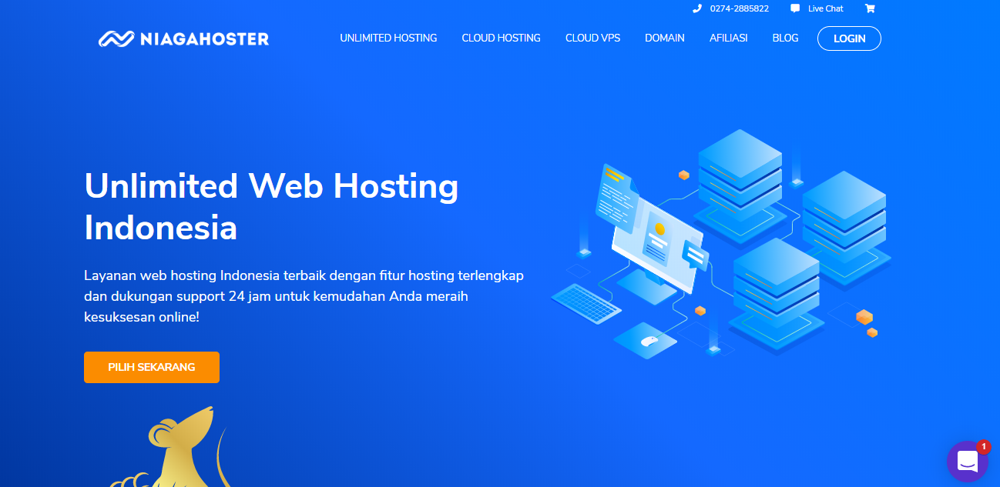 0274-2885822 Live Chat
NIAGAHOSTER
UNLIMITED HOSTING CLOUD HOSTING CLOUD VPS DOMAIN AFILIASI BLOG LOGIN
Unlimited Web Hosting
Indonesia
Layanan web hosting Indonesia terbaik dengan fitur hosting terlengkap
dan dukungan support 24 jam untuk kemudahan Anda meraih
kesuksesan online!
PILIH SEKARANG
1